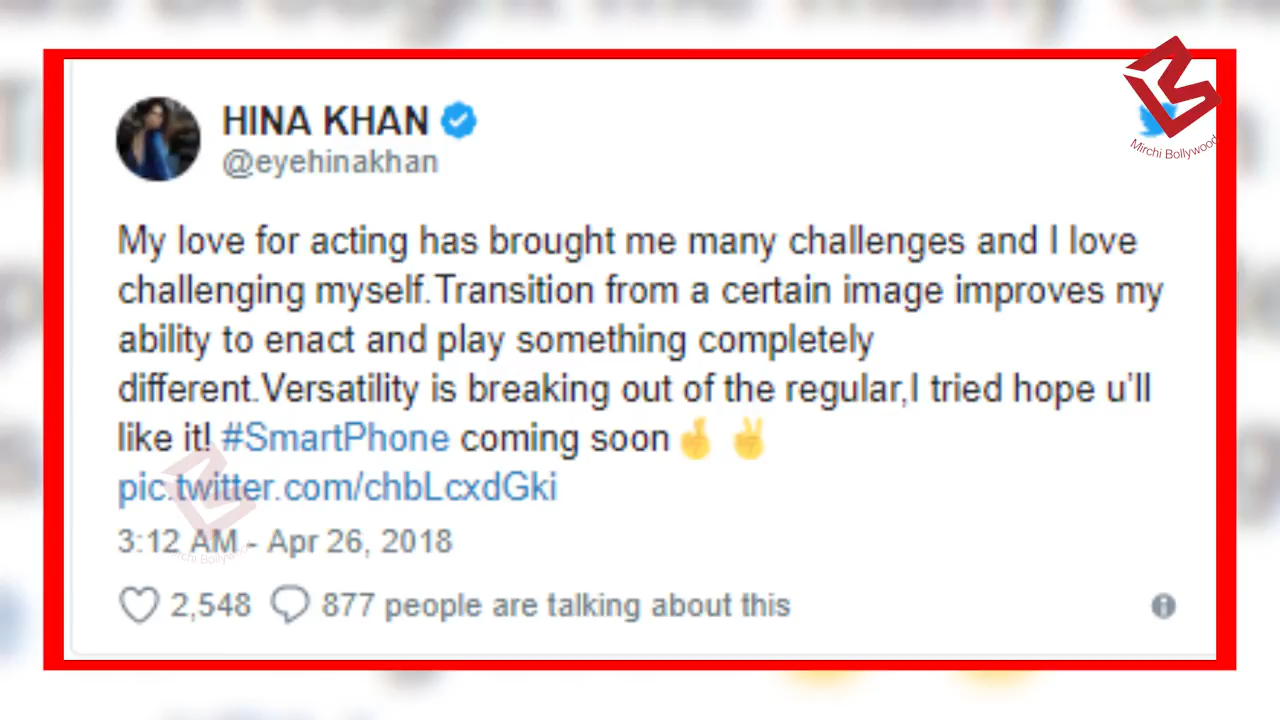 Mirchi Bollywood
HINA KHAN
@eyehinakhan
My love for acting has brought me many challenges and I love
challenging myself.Transition from a certain image improves my
ability to enact and play something completely
different.Versatility is breaking out of the regular,I tried hope u'll
like it! #SmartPhone coming soon🤞 ✌
pic.twitter.com/chbLcxdGki
3:12 AM - Apr 26, 2018
Mirchi Bollywood
2,548 877 people are talking about this